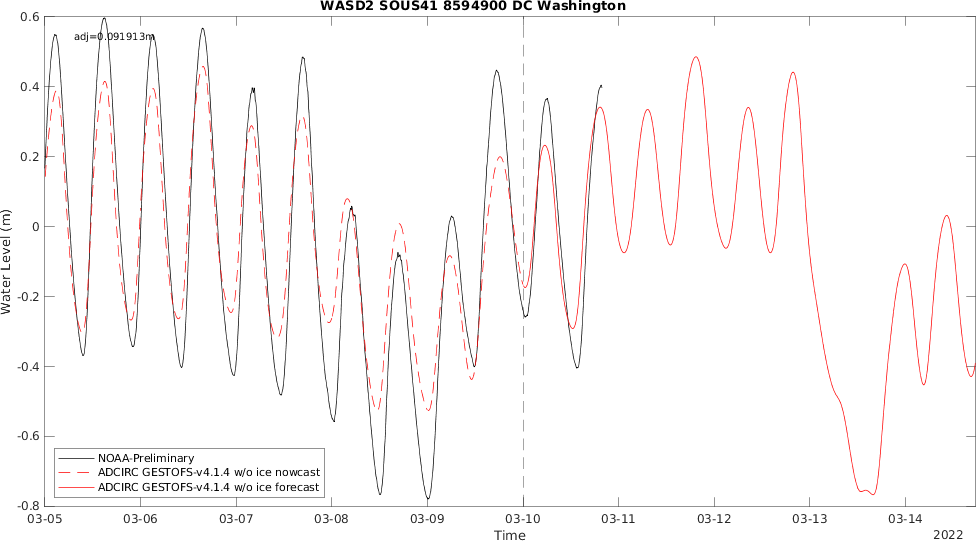 WASD2 SOUS41 8594900 DC Washington
adj=0.091913m
0.6
0.4
0.2
0
-0.2
-0.4
-0.6
-0.8
Water Level (m)
NOAA-Preliminary
ADCIRC GESTOFS-v4.1.4 w/o ice nowcast
ADCIRC GESTOFS-v4.1.4 w/o ice forecast
03-05 03-06 03-07 03-08 03-09 03-10 03-11 03-12 03-13 03-14
Time
2022